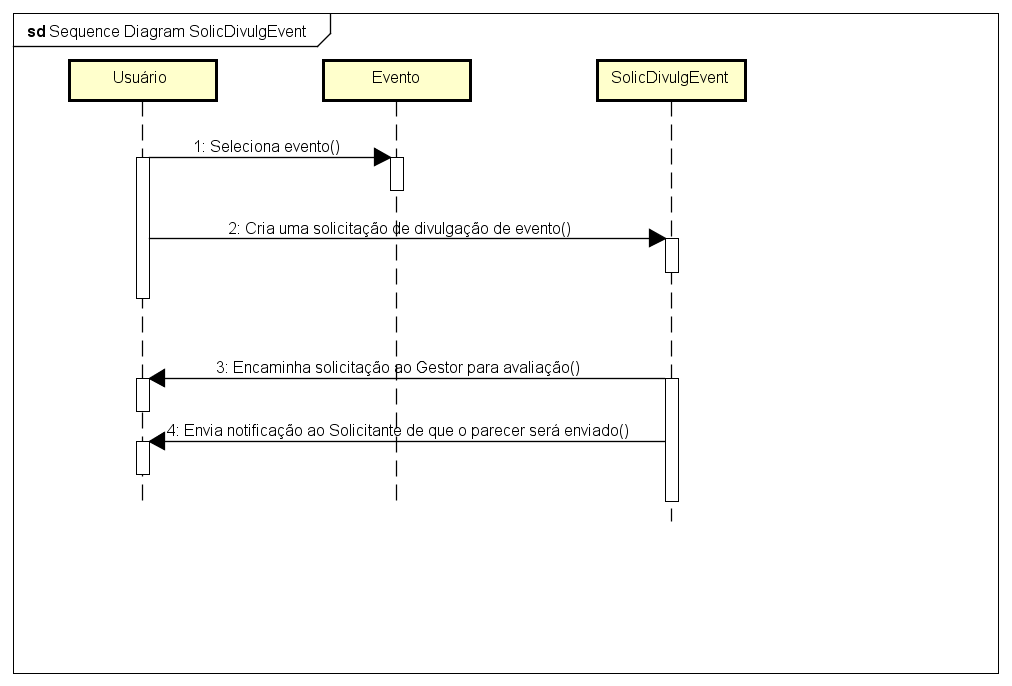 sd Sequence Diagram SolicDivulgEvent
Usuário
Evento
SolicDivulgEvent
1: Seleciona evento()
2: Cria uma solicitação de divulgação de evento()
3: Encaminha solicitação ao Gestor para avaliação()
4: Envia notificação ao Solicitante de que o parecer será enviado()